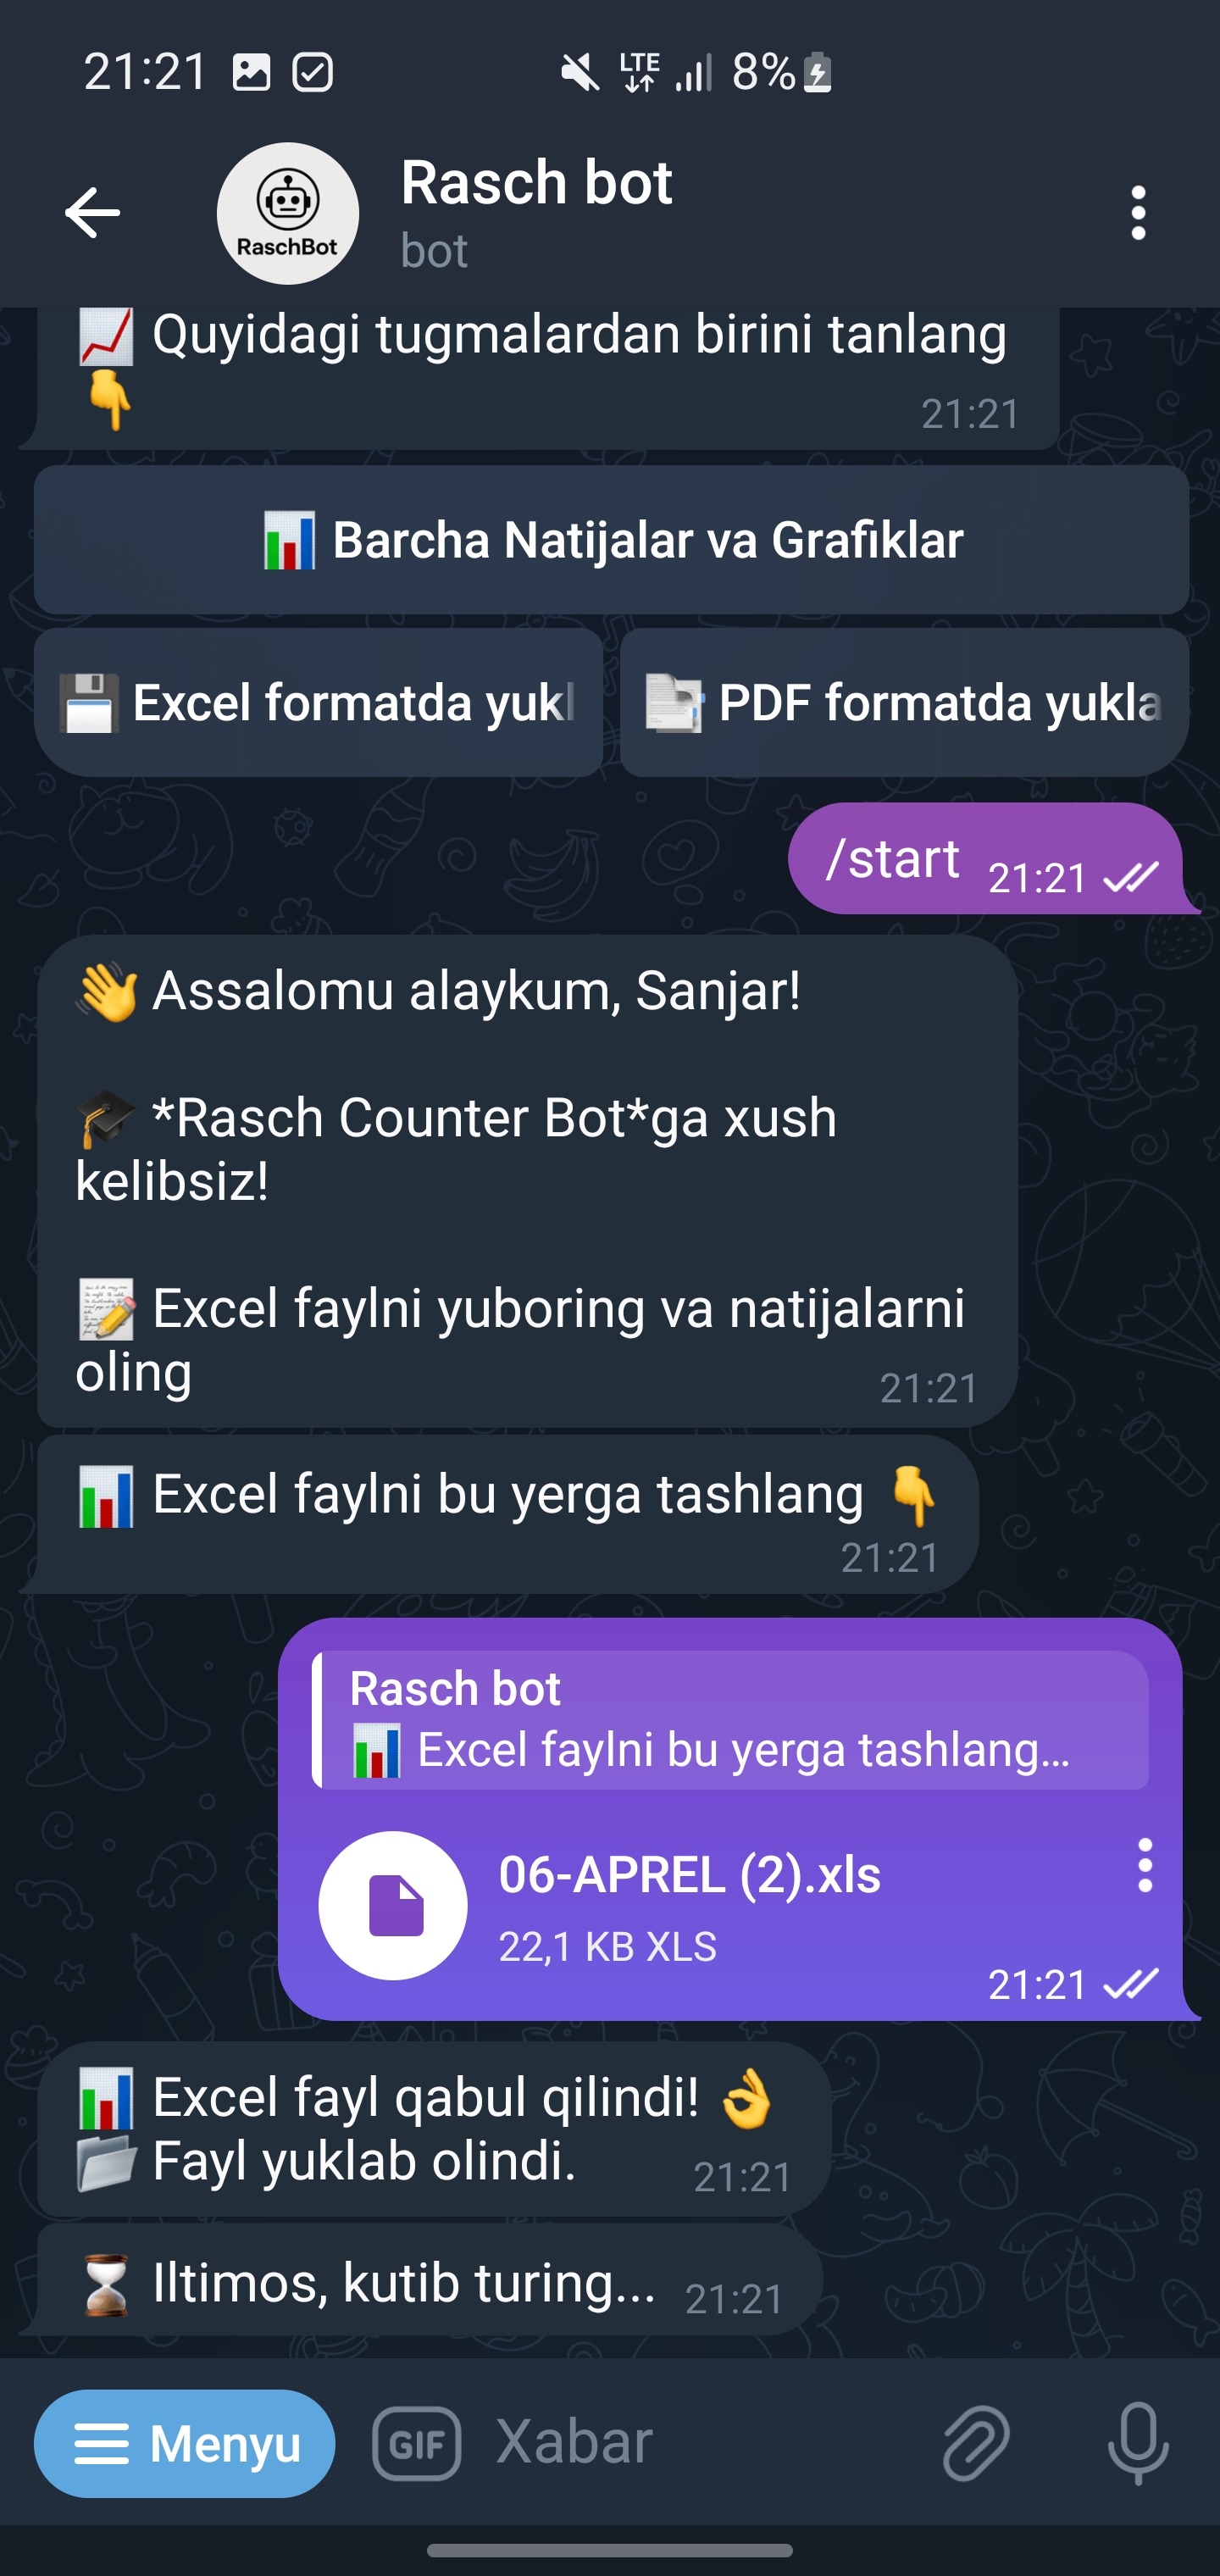 21:21
LTE
8%
RaschBot
Rasch bot
bot
Quyidagi tugmalardan birini tanlang
21:21
Barcha Natijalar va Grafiklar
Excel formatda yukl
PDF formatda yukla
/start 21:21
Assalomu alaykum, Sanjar!
*Rasch Counter Bot*ga xush
kelibsiz!
Excel faylni yuboring va natijalarni
oling
21:21
Excel faylni bu yerga tashlang
21:21
Rasch bot
Excel faylni bu yerga tashlang...
06-APREL (2).xls
22,1 KB XLS
21:21
Excel fayl qabul qilindi!
Fayl yuklab olindi.
21:21
Iltimos, kutib turing...
21:21
Menyu
GIF
Xabar